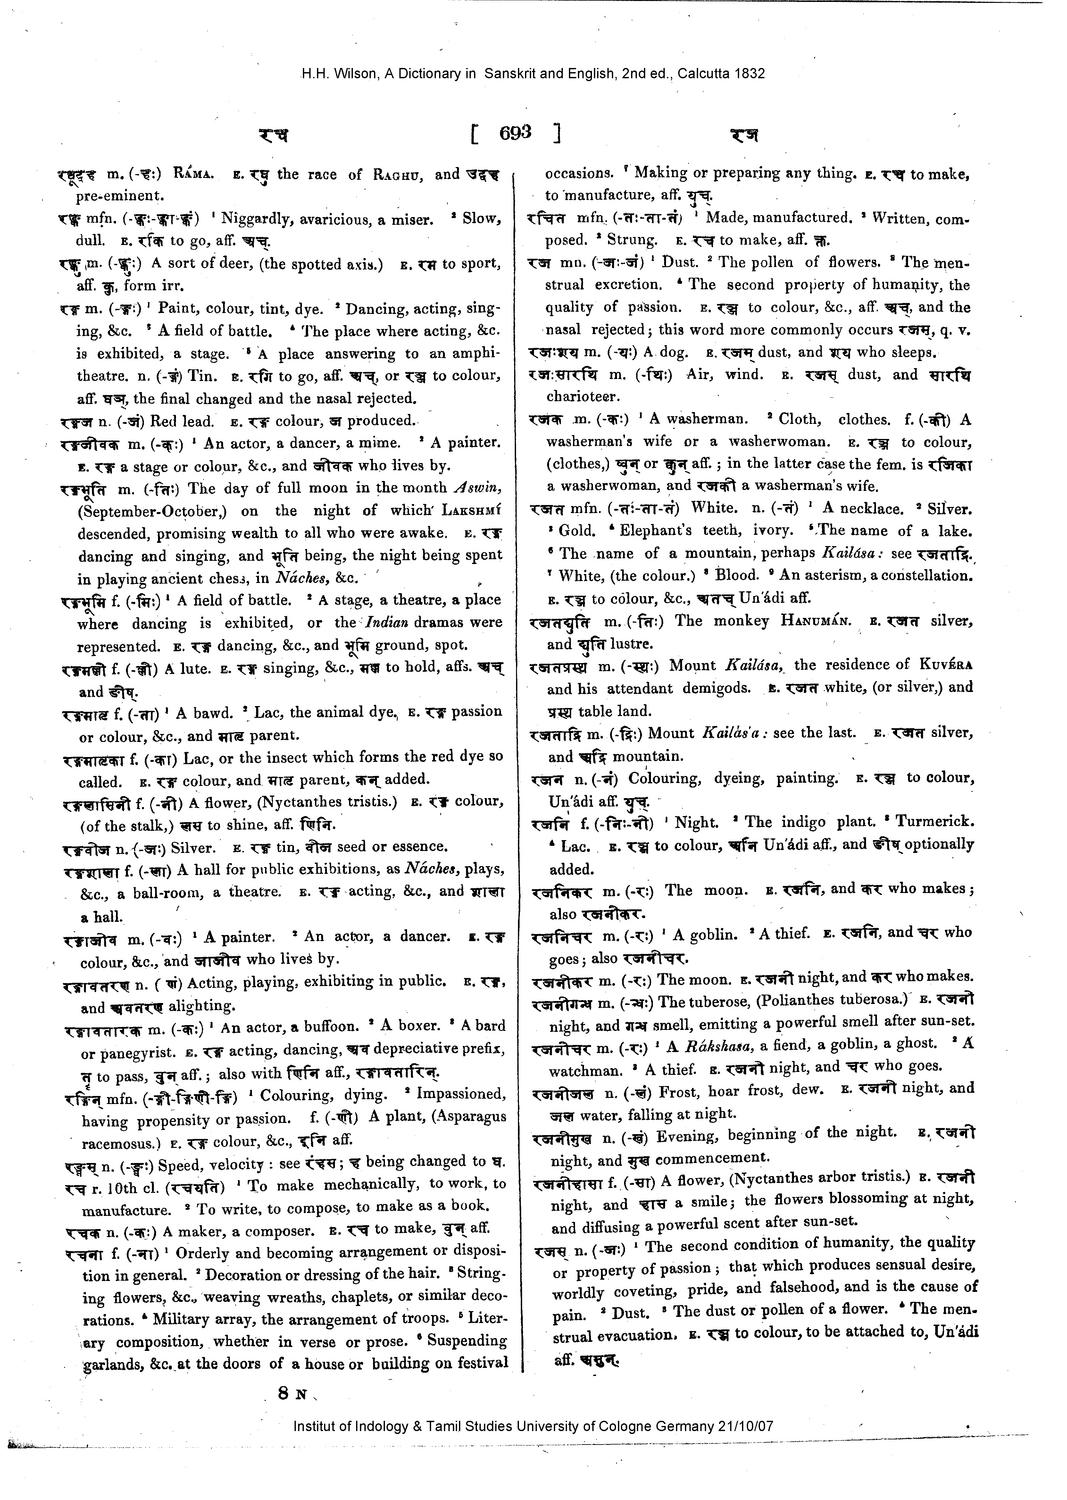 H.H. Wilson, A Dictionary in Sanskrit and English, 2nd ed., Calcutta 1832
रच [ 693 ] रज
रघूद्वह m. (-हः) RÁMA. E. रघु the race of RAGHU, and उद्वह
pre-eminent.
रङ्क mfn. (-ङ्कः-ङ्का-ङ्कं) ¹ Niggardly, avaricious, a miser. ² Slow,
dull. E. रकि to go, aff. अच्.
रङ्कु m. (-ङ्कुः) A sort of deer, (the spotted axis.) E. रम to sport,
aff. कु, form irr.
रङ्ग m. (-ङ्गः) ¹ Paint, colour, tint, dye. ² Dancing, acting, sing-
ing, &c. ³ A field of battle. ⁴ The place where acting, &c.
is exhibited, a stage. ⁵ A place answering to an amphi-
theatre. n. (-ङ्गं) Tin. E. रगि to go, aff. अच्, or रञ्ज to colour,
aff. घञ्, the final changed and the nasal rejected.
रङ्गज n. (-जं) Red lead. E. रङ्ग colour, ज produced.
रङ्गजीवक m. (-कः) ¹ An actor, a dancer, a mime. ² A painter.
E. रङ्ग a stage or colour, &c., and जीवक who lives by.
रङ्गभूति m. (-तिः) The day of full moon in the month Aswin,
(September-October,) on the night of which LAKSHMÍ
descended, promising wealth to all who were awake. E. रङ्ग
dancing and singing, and भूति being, the night being spent
in playing ancient chess, in Náches, &c.
रङ्गभूमि f. (-मिः) ¹ A field of battle. ² A stage, a theatre, a place
where dancing is exhibited, or the Indian dramas were
represented. E. रङ्ग dancing, &c., and भूमि ground, spot.
रङ्गमल्ली f. (-ल्ली) A lute. E. रङ्ग singing, &c., मल्ल to hold, affs. अच्
and ङीष्.
रङ्गमातृ f. (-ता) ¹ A bawd. ² Lac, the animal dye. E. रङ्ग passion
or colour, &c., and मातृ parent.
रङ्गमातृका f. (-का) Lac, or the insect which forms the red dye so
called. E. रङ्ग colour, and मातृ parent, कन् added.
रङ्गलासिनी f. (-नी) A flower, (Nyctanthes tristis.) E. रङ्ग colour,
(of the stalk,) लस to shine, aff. णिनि.
रङ्गवीज n. (-जः) Silver. E. रङ्ग tin, वीज seed or essence.
रङ्गशाला f. (-ला) A hall for public exhibitions, as Náches, plays,
&c., a ball-room, a theatre. E. रङ्ग acting, &c., and शाला
a hall.
रङ्गाजीव m. (-वः) ¹ A painter. ² An actor, a dancer. E. रङ्ग
colour, &c., and आजीव who lives by.
रङ्गावतरण n. ( णं) Acting, playing, exhibiting in public. E. रङ्ग,
and अवतरण alighting.
रङ्गावतारक m. (-कः) ¹ An actor, a buffoon. ² A boxer. ³ A bard
or panegyrist. E. रङ्ग acting, dancing, अव depreciative prefix,
तॄ to pass, वुन् aff.; also with णिनि aff., रङ्गावतारिन्.
रङ्गिन् mfn. (-ङ्गी-ङ्गिणी-ङ्गि) ¹ Colouring, dying. ² Impassioned,
having propensity or passion. f. (-णी) A plant, (Asparagus
racemosus.) E. रङ्ग colour, &c., इनि aff.
रङ्घस् n. (-ङ्घः) Speed, velocity : see रंहस; ह being changed to घ.
रच r. 10th cl. (रचयति) ¹ To make mechanically, to work, to
manufacture. ² To write, to compose, to make as a book.
रचक n. (-कः) A maker, a composer. E. रच to make, वुन् aff.
रचना f. (-ना) ¹ Orderly and becoming arrangement or disposi-
tion in general. ² Decoration or dressing of the hair. ³ String-
ing flowers, &c., weaving wreaths, chaplets, or similar deco-
rations. ⁴ Military array, the arrangement of troops. ⁵ Liter-
ary composition, whether in verse or prose. ⁶ Suspending
garlands, &c. at the doors of a house or building on festival
occasions. ⁷ Making or preparing any thing. E. रच to make,
to manufacture, aff. युच्.
रचित mfn. (-तः-ता-तं) ¹ Made, manufactured. ² Written, com-
posed. ³ Strung. E. रच to make, aff. क्त.
रज mn. (-जः-जं) ¹ Dust. ² The pollen of flowers. ³ The men-
strual excretion. ⁴ The second property of humanity, the
quality of passion. E. रञ्ज to colour, &c., aff. अच्, and the
nasal rejected; this word more commonly occurs रजस्, q. v.
रजःशय m. (-यः) A dog. E. रजस् dust, and शय who sleeps.
रजःसारथि m. (-थिः) Air, wind. E. रजस् dust, and सारथि
charioteer.
रजक m. (-कः) ¹ A washerman. ² Cloth, clothes. f. (-की) A
washerman's wife or a washerwoman. E. रञ्ज to colour,
(clothes,) ष्वुन् or क्वुन् aff.; in the latter case the fem. is रजिका
a washerwoman, and रजकी a washerman's wife.
रजत mfn. (-तः-ता-तं) White. n. (-तं) ¹ A necklace. ² Silver.
³ Gold. ⁴ Elephant's teeth, ivory. ⁵ The name of a lake.
⁶ The name of a mountain, perhaps Kailása: see रजताद्रि.
⁷ White, (the colour.) ⁸ Blood. ⁹ An asterism, a constellation.
E. रञ्ज to colour, &c., अतच् Un'ádi aff.
रजतद्युति m. (-तिः) The monkey HANUMÁN. E. रजत silver,
and द्युति lustre.
रजतप्रस्थ m. (-स्थः) Mount Kailása, the residence of KUVÉRA
and his attendant demigods. E. रजत white, (or silver,) and
प्रस्थ table land.
रजताद्रि m. (-द्रिः) Mount Kailás'a : see the last. E. रजत silver,
and अद्रि mountain.
रजन n. (-नं) Colouring, dyeing, painting. E. रञ्ज to colour,
Un'ádi aff. युच्.
रजनि f. (-निः-नी) ¹ Night. ² The indigo plant. ³ Turmerick.
⁴ Lac. E. रञ्ज to colour, अनि Un'ádi aff., and ङीष् optionally
added.
रजनिकर m. (-रः) The moon. E. रजनि, and कर who makes;
also रजनीकर.
रजनिचर m. (-रः) ¹ A goblin. ² A thief. E. रजनि, and चर who
goes; also रजनीचर.
रजनीकर m. (-रः) The moon. E. रजनी night, and कर who makes.
रजनीगन्ध m. (-न्धः) The tuberose, (Polianthes tuberosa.) E. रजनी
night, and गन्ध smell, emitting a powerful smell after sun-set.
रजनीचर m. (-रः) ¹ A Rákshasa, a fiend, a goblin, a ghost. ² A
watchman. ³ A thief. E. रजनी night, and चर who goes.
रजनीजल n. (-लं) Frost, hoar frost, dew. E. रजनी night, and
जल water, falling at night.
रजनीमुख n. (-खं) Evening, beginning of the night. E. रजनी
night, and मुख commencement.
रजनीहासा f. (-सा) A flower, (Nyctanthes arbor tristis.) E. रजनी
night, and हास a smile; the flowers blossoming at night,
and diffusing a powerful scent after sun-set.
रजस् n. (-जः) ¹ The second condition of humanity, the quality
or property of passion; that which produces sensual desire,
worldly coveting, pride, and falsehood, and is the cause of
pain. ² Dust. ³ The dust or pollen of a flower. ⁴ The men-
strual evacuation. E. रञ्ज to colour, to be attached to, Un'ádi
aff. असुन्.
8 N
Institut of Indology & Tamil Studies University of Cologne Germany 21/10/07